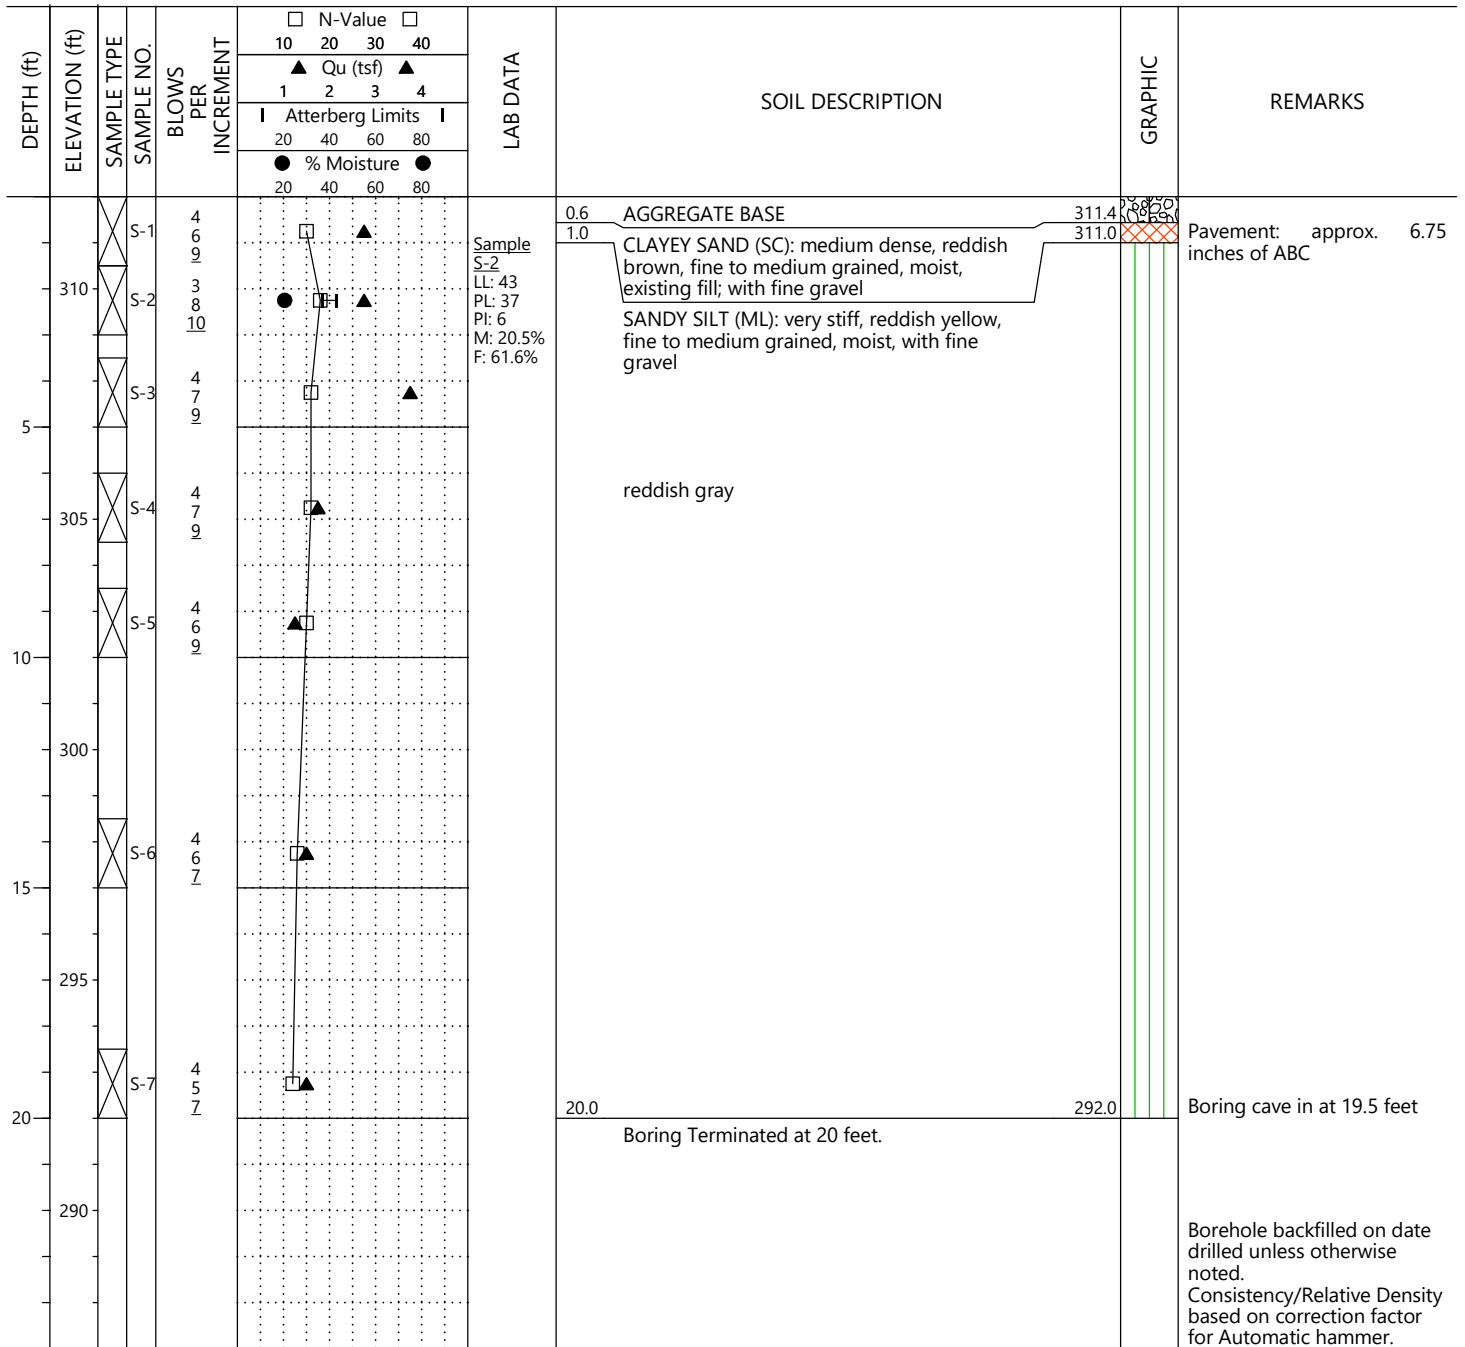 DEPTH (ft)
ELEVATION (ft)
SAMPLE TYPE
SAMPLE NO.
BLOWS
PER
INCREMENT
N-Value
10 20 30 40
Qu (tsf)
1 2 3 4
Atterberg Limits
20 40 60 80
% Moisture
20 40 60 80
LAB DATA
SOIL DESCRIPTION
GRAPHIC
REMARKS
S-1
4
6
9
0.6 AGGREGATE BASE 311.4
1.0 311.0
CLAYEY SAND (SC): medium dense, reddish
brown, fine to medium grained, moist,
existing fill; with fine gravel
Pavement: approx. 6.75
inches of ABC
310
S-2
3
8
10
Sample
S-2
LL: 43
PL: 37
PI: 6
M: 20.5%
F: 61.6%
SANDY SILT (ML): very stiff, reddish yellow,
fine to medium grained, moist, with fine
gravel
S-3
4
7
9
5
reddish gray
305
S-4
4
7
9
S-5
4
6
9
10
300
S-6
4
6
7
15
295
S-7
4
5
7
20
20.0 292.0
Boring cave in at 19.5 feet
Boring Terminated at 20 feet.
290
Borehole backfilled on date
drilled unless otherwise
noted.
Consistency/Relative Density
based on correction factor
for Automatic hammer.